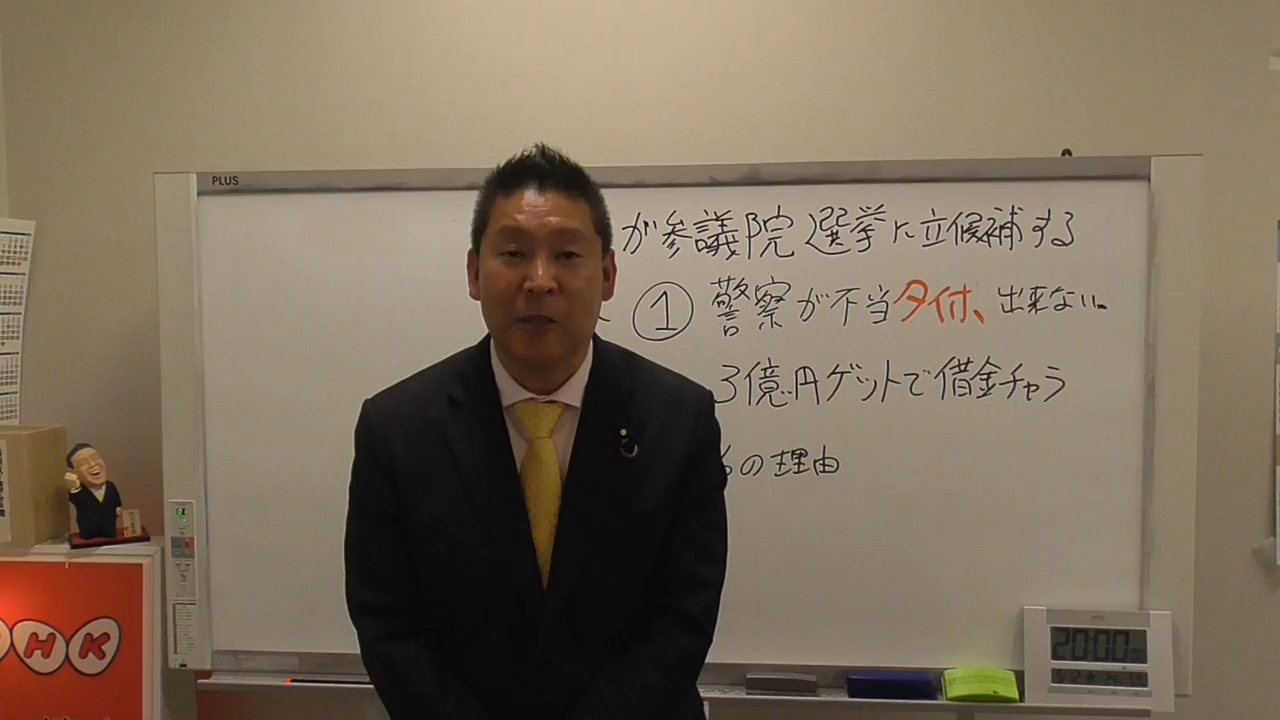 PLUS
が参議院選挙に立候補する
① 警察が不当タイホ、出来ない。
3億円ゲットで借金チャラ
の理由
NHK
20:00